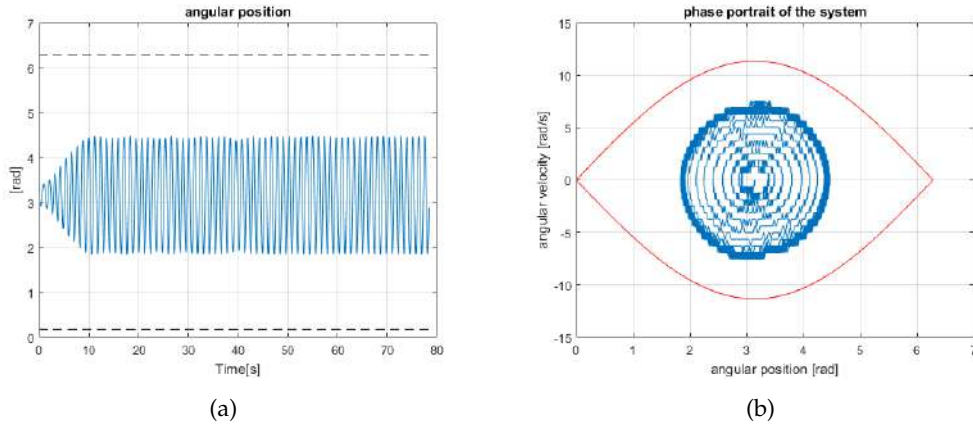 angular position
7
6
5
4
3
2
1
0
[rad]
0 10 20 30 40 50 60 70 80
Time[s]
(a)
phase portrait of the system
15
10
5
0
-5
-10
-15
angular velocity [rad/s]
0 1 2 3 4 5 6 7
angular position [rad]
(b)